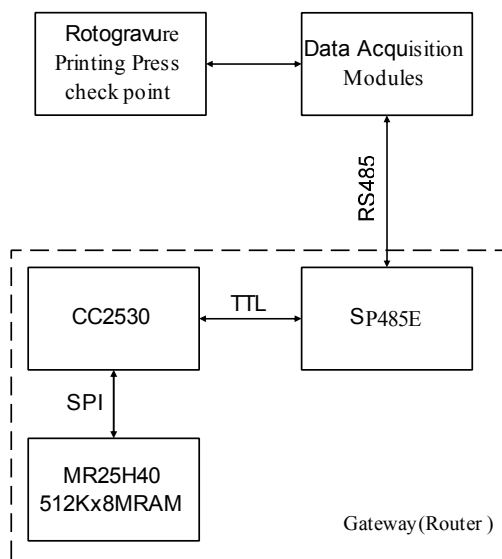 Rotogravure
Printing Press
check point
Data Acquisition
Modules
RS485
CC2530
TTL
SP485E
SPI
MR25H40
512Kx8MRAM
Gateway(Router )